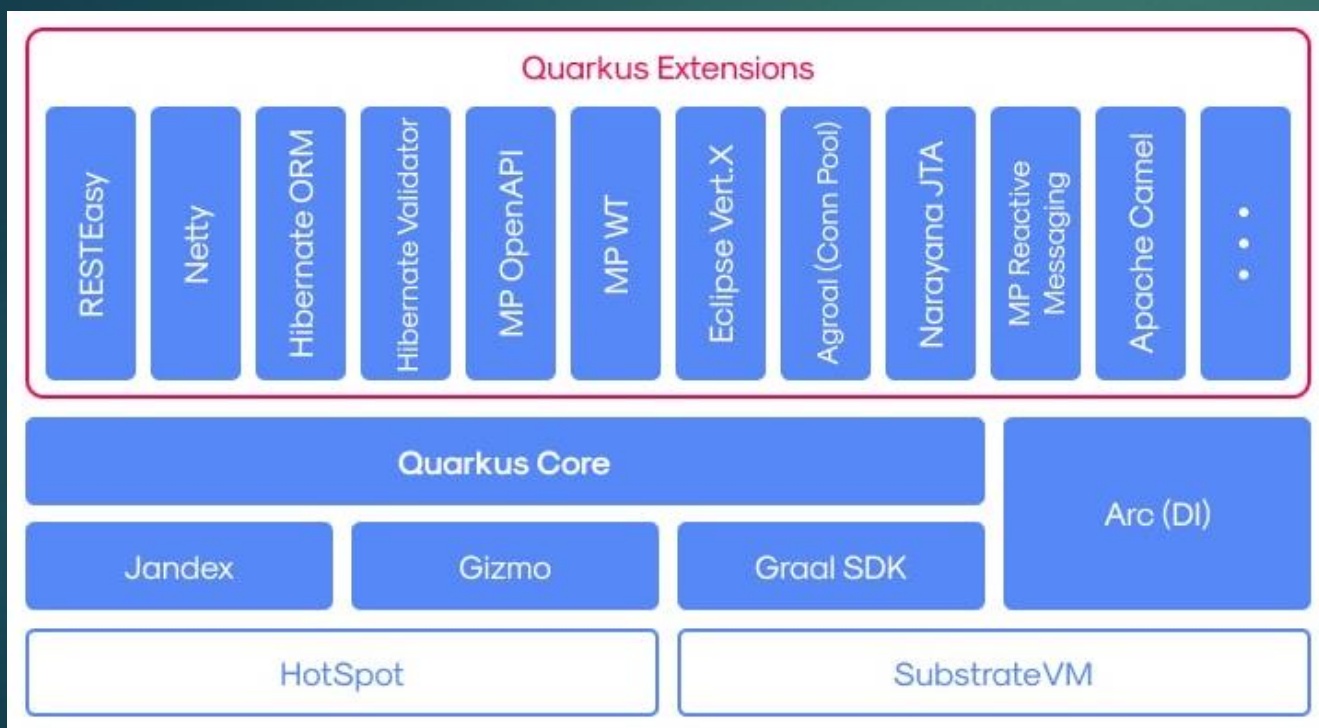 Quarkus Extensions
RESTEasy
Netty
Hibernate ORM
Hibernate Validator
MP OpenAPI
MP WT
Eclipse Vert.X
Agroal (Conn Pool)
Narayana JTA
MP Reactive
Messaging
Apache Camel
...
Quarkus Core
Arc (DI)
Jandex
Gizmo
Graal SDK
HotSpot
SubstrateVM